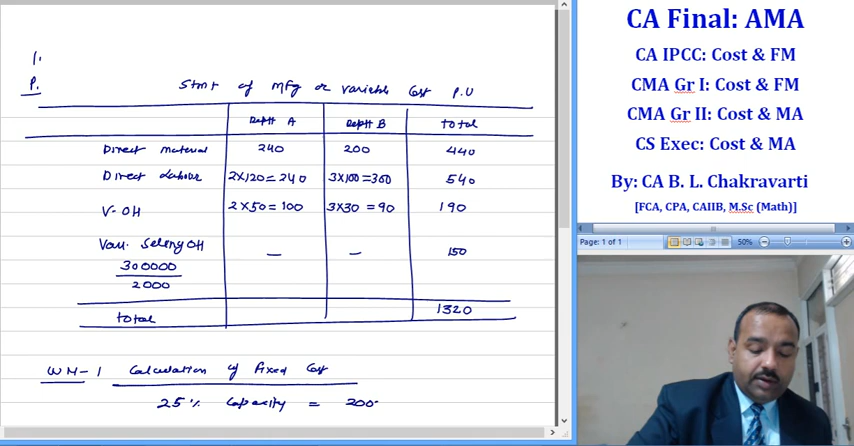 1.
P.
Stmt of Mfg or Variable Cost P.U
Deptt A Deptt B Total
Direct material 240 200 440
Direct Labour 2X120=240 3X100=300 540
V-OH 2X50=100 3X30=90 190
Vari. Selling OH — — 150
300000
2000
Total 1320
WN-1 Calculation of Fixed Cost
25% Capacity = 200
CA Final: AMA
CA IPCC: Cost & FM
CMA Gr I: Cost & FM
CMA Gr II: Cost & MA
CS Exec: Cost & MA
By: CA B. L. Chakravarti
[FCA, CPA, CAIIB, M.Sc (Math)]
Page: 1 of 1
50%